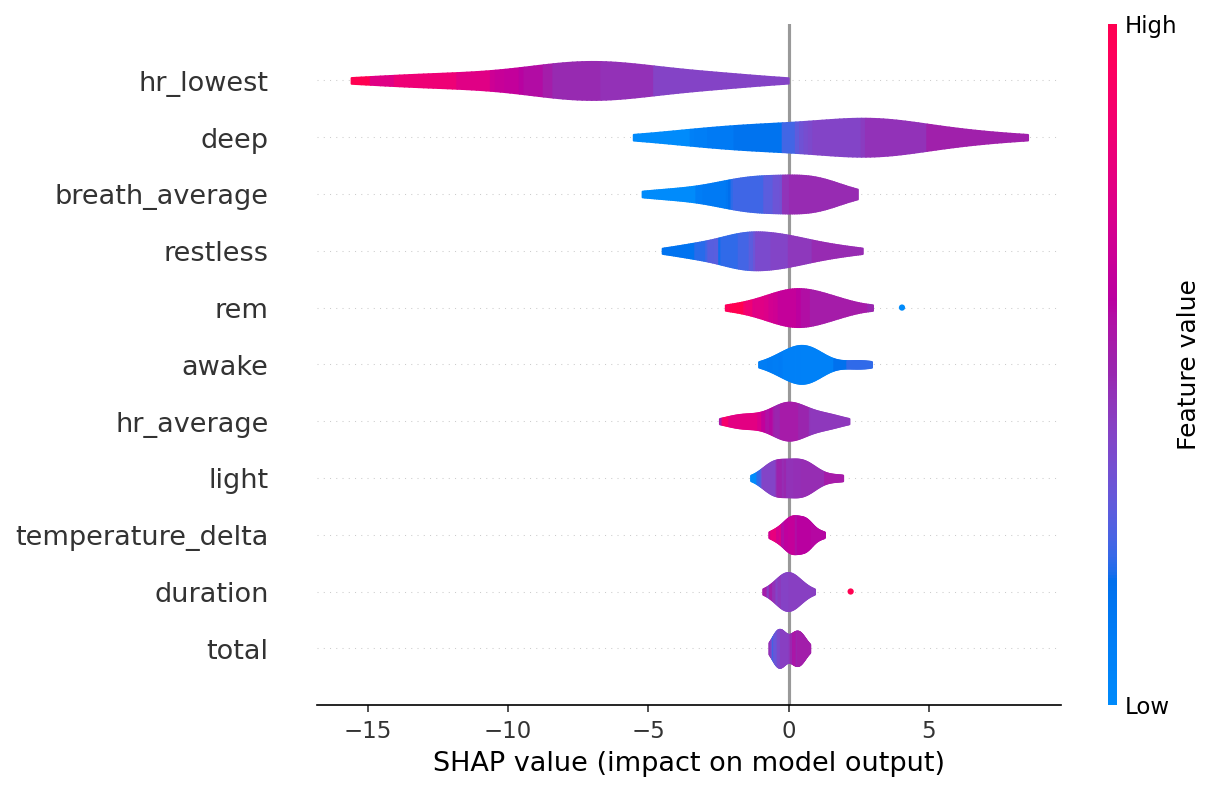 High
hr_lowest
deep
breath_average
restless
rem
awake
hr_average
light
temperature_delta
duration
total
Feature value
Low
−15 −10 −5 0 5
SHAP value (impact on model output)